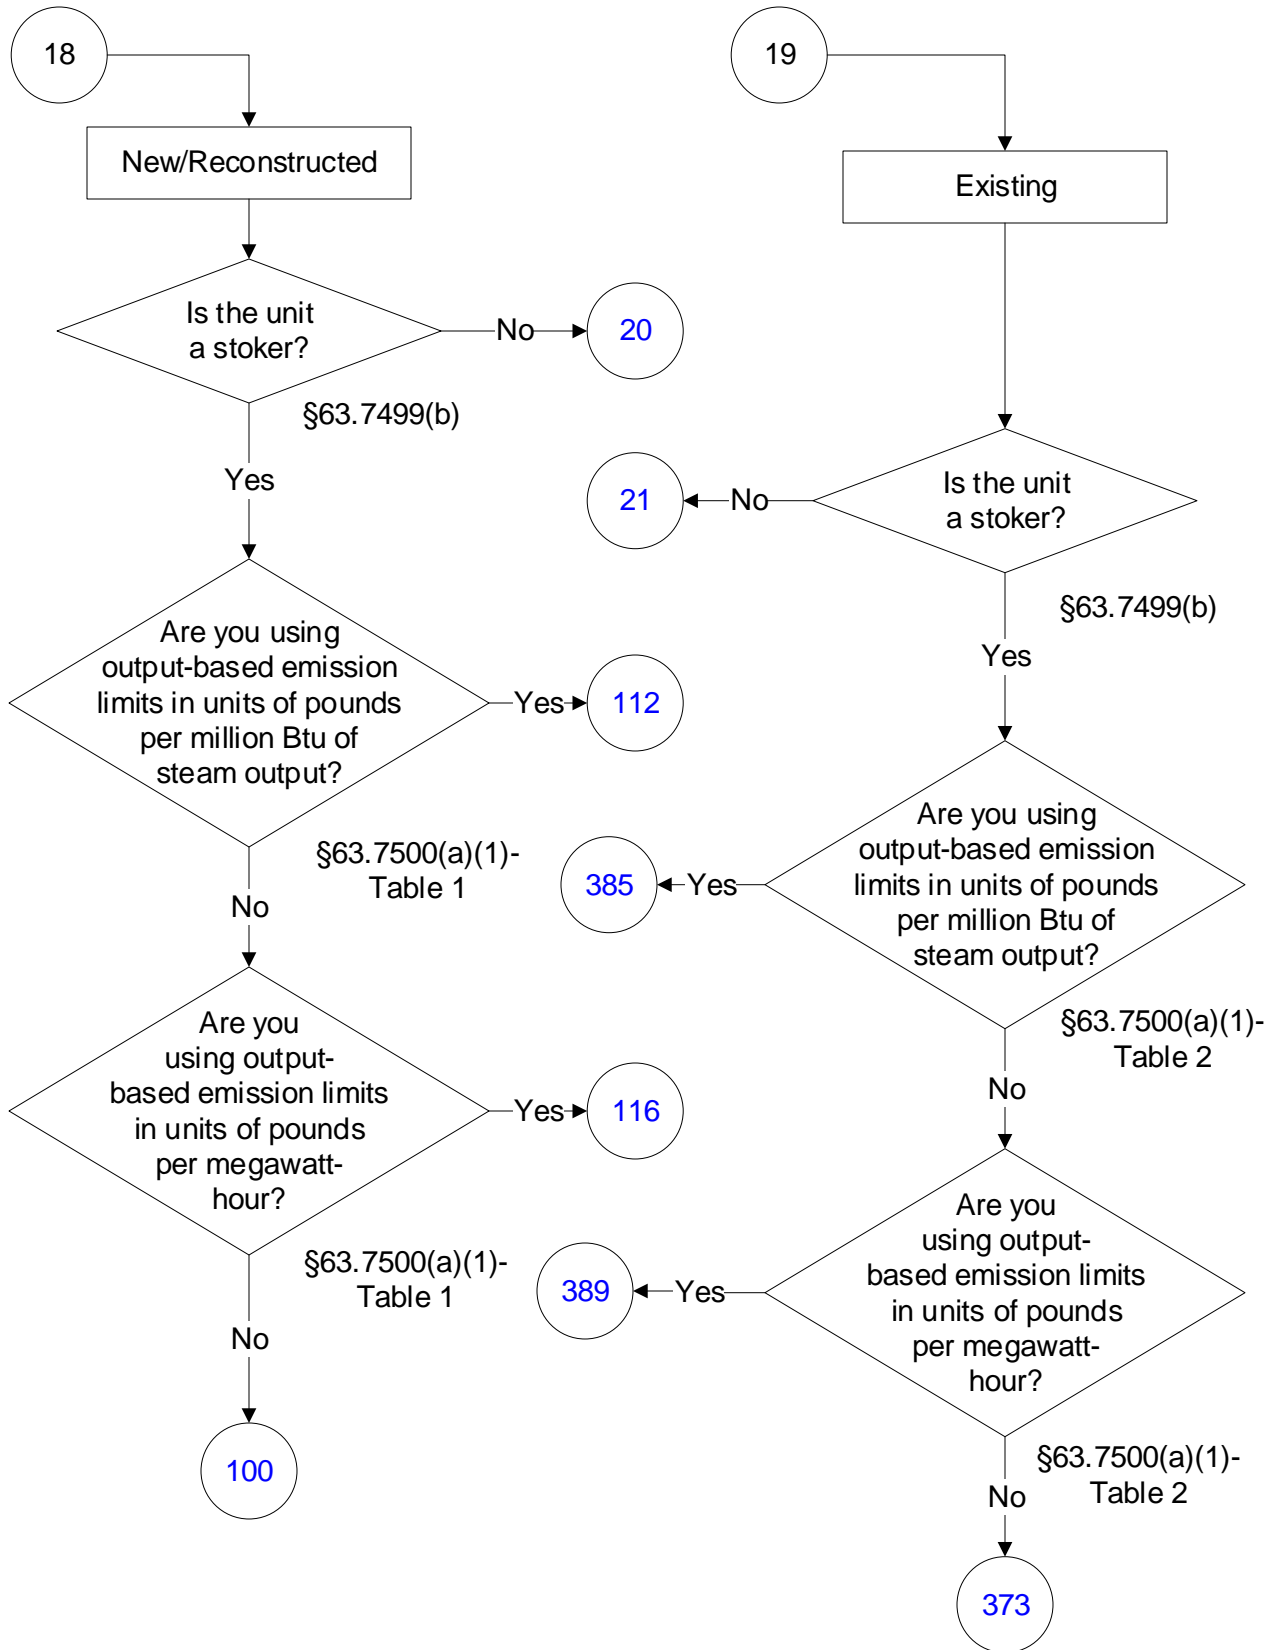 18
New/Reconstructed
Is the unit
a stoker?
No
20
§63.7499(b)
Yes
Are you using
output-based emission
limits in units of pounds
per million Btu of
steam output?
Yes
112
§63.7500(a)(1)-
Table 1
No
Are you
using output-
based emission limits
in units of pounds
per megawatt-
hour?
Yes
116
§63.7500(a)(1)-
Table 1
No
100
19
Existing
Is the unit
a stoker?
No
21
§63.7499(b)
Yes
Are you using
output-based emission
limits in units of pounds
per million Btu of
steam output?
Yes
385
§63.7500(a)(1)-
Table 2
No
Are you
using output-
based emission limits
in units of pounds
per megawatt-
hour?
Yes
389
§63.7500(a)(1)-
Table 2
No
373